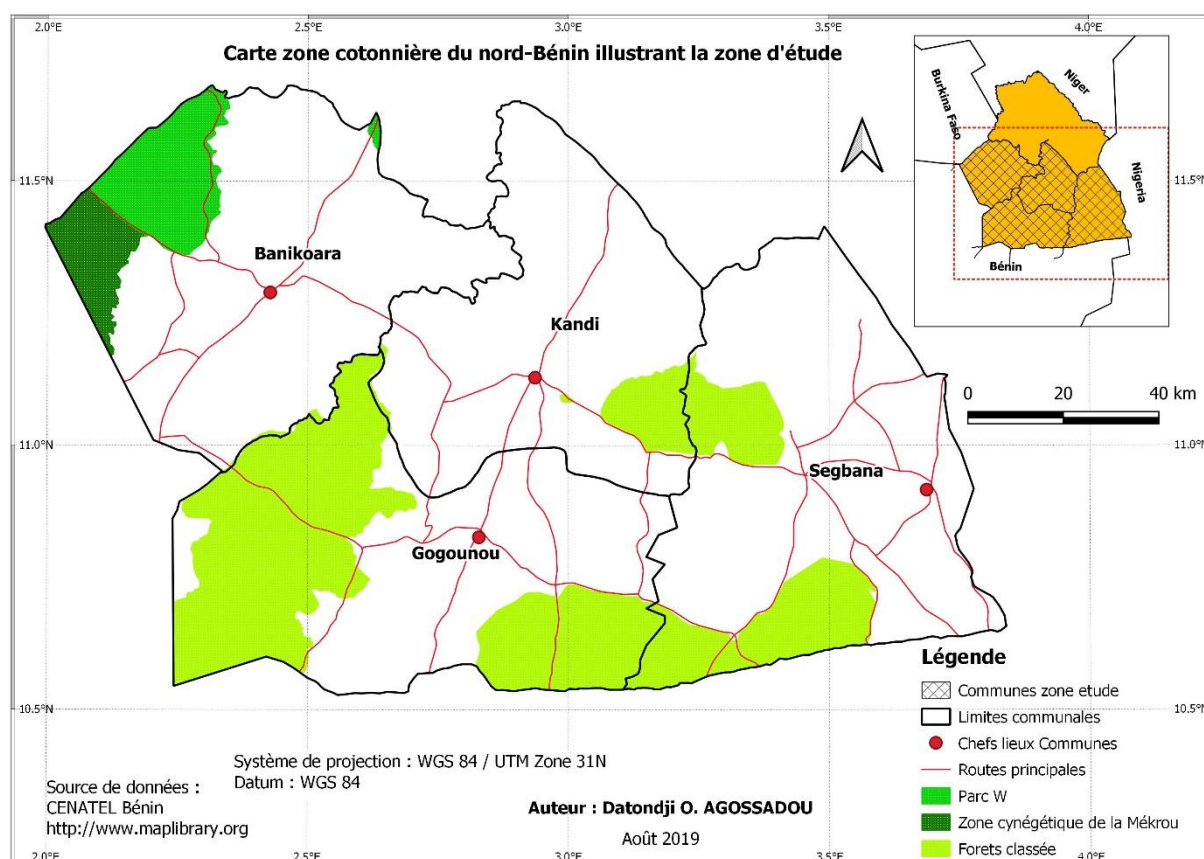 2.0°E
2.5°E
3.0°E
3.5°E
4.0°E
Carte zone cotonnière du nord-Bénin illustrant la zone d'étude
Burkina Faso
Niger
Nigeria
Bénin
11.5°N
11.5°N
Banikoara
Kandi
0 20 40 km
11.0°N
11.0°N
Segbana
Gogounou
10.5°N
10.5°N
Légende
Communes zone etude
Limites communales
Chefs lieux Communes
Routes principales
Parc W
Zone cynégétique de la Mékrou
Forets classée
Système de projection : WGS 84 / UTM Zone 31N
Datum : WGS 84
Source de données :
CENATEL Bénin
http://www.maplibrary.org
Auteur : Datondji O. AGOSSADOU
Août 2019
2.0°E
2.5°E
3.0°E
3.5°E
4.0°E